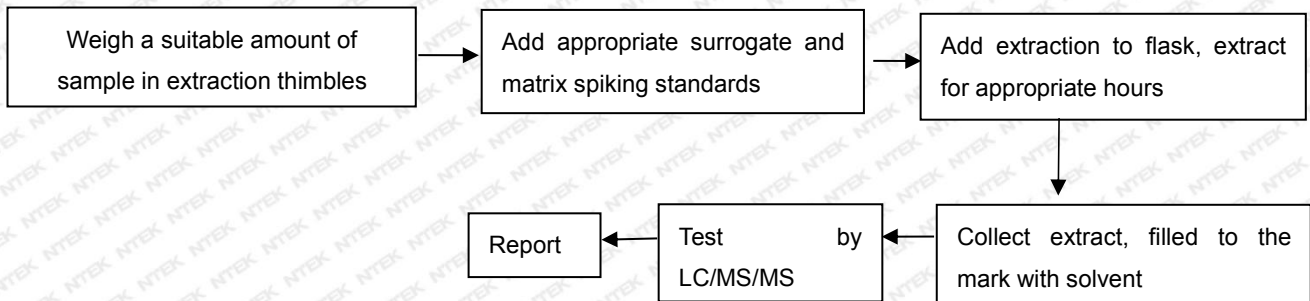 Weigh a suitable amount of
sample in extraction thimbles
Add appropriate surrogate and
matrix spiking standards
Add extraction to flask, extract
for appropriate hours
Collect extract, filled to the
mark with solvent
Test by
LC/MS/MS
Report